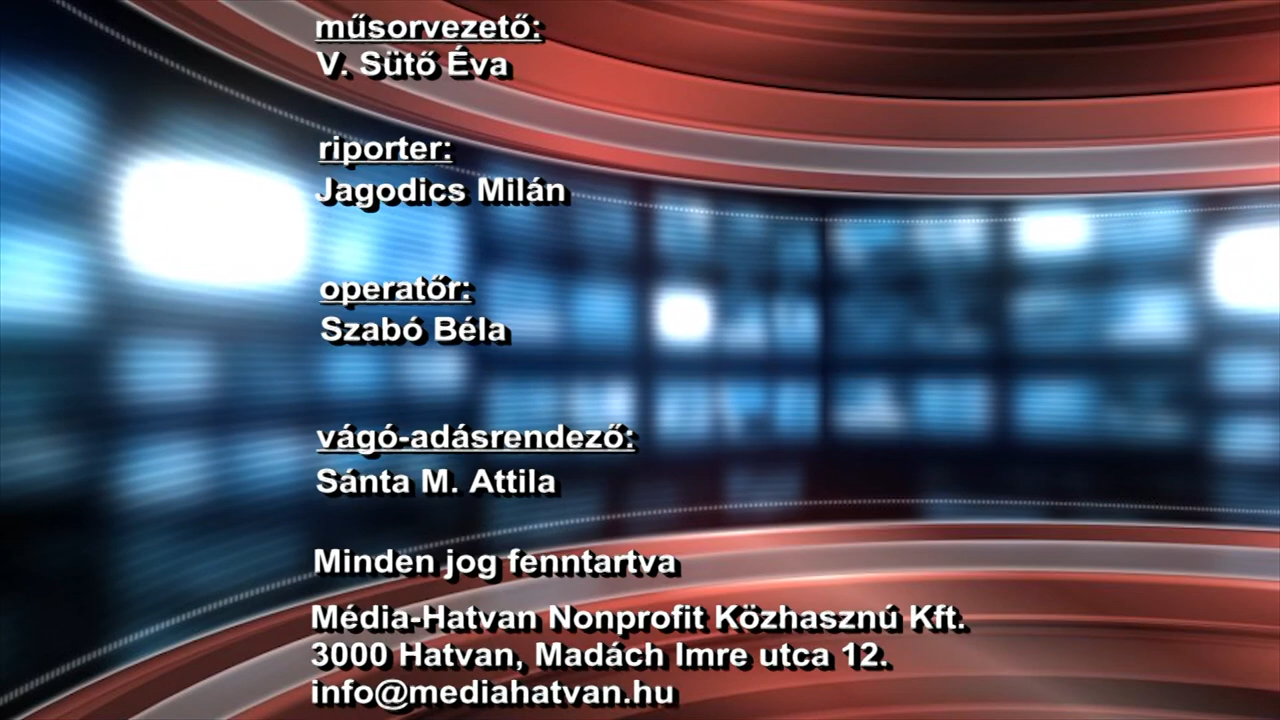 műsorvezető:
V. Sütő Éva
riporter:
Jagodics Milán
operatőr:
Szabó Béla
vágó-adásrendező:
Sánta M. Attila
Minden jog fenntartva
Média-Hatvan Nonprofit Közhasznú Kft.
3000 Hatvan, Madách Imre utca 12.
info@mediahatvan.hu